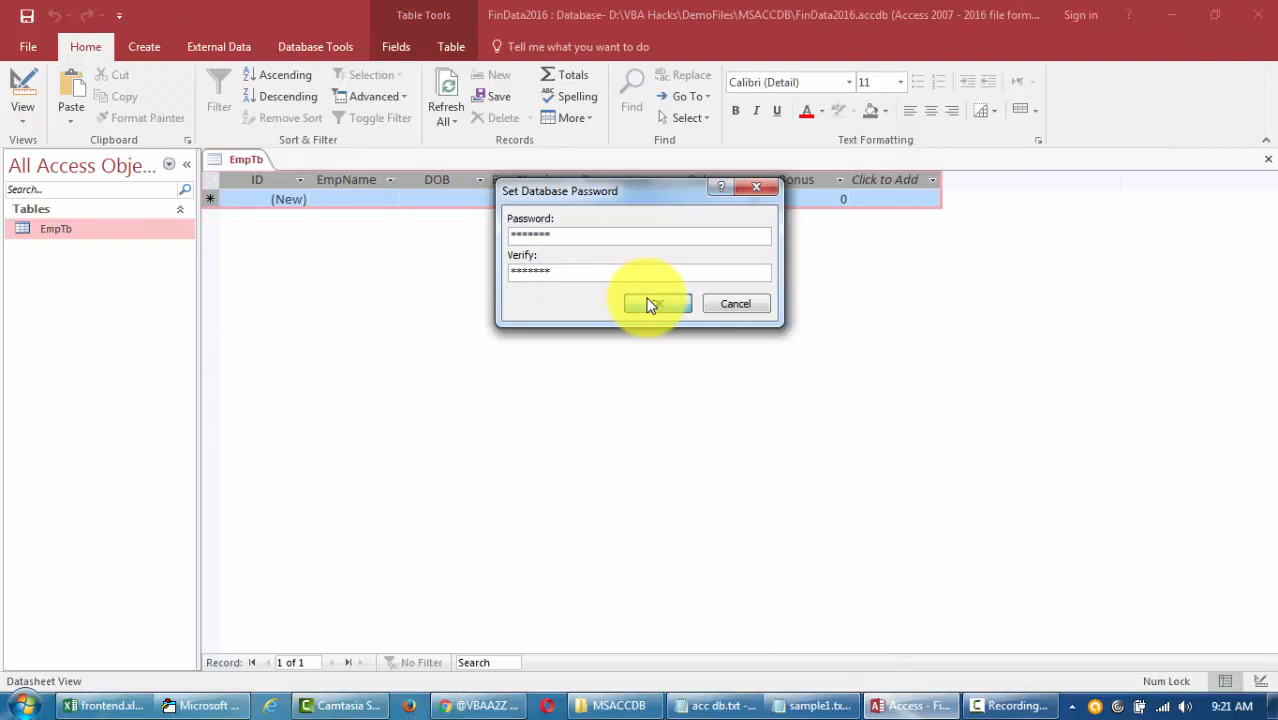 FinData2016 : Database- D:\VBA Hacks\DemoFiles\MSACCDB\FinData2016.accdb (Access 2007 - 2016 file form...
Table Tools
Sign in
?
File
Home
Create
External Data
Database Tools
Fields
Table
Tell me what you want to do
View
Paste
Cut
Copy
Format Painter
Filter
Ascending
Descending
Remove Sort
Selection
Advanced
Toggle Filter
Refresh
All
New
Save
Delete
Totals
Spelling
More
Find
Replace
Go To
Select
Calibri (Detail)
11
B I U
Views
Clipboard
Sort & Filter
Records
Find
Text Formatting
All Access Obje...
Search...
Tables
EmpTb
EmpTb
ID
EmpName
DOB
Bonus
Click to Add
(New)
0
Set Database Password
?
Password:
*******
Verify:
*******
OK
Cancel
Record:
1 of 1
No Filter
Search
Datasheet View
Num Lock
frontend.xl...
Microsoft ...
Camtasia S...
@VBAA2Z ...
MSACCDB
acc db.txt -...
sample1.tx...
Access - Fi...
Recording...
9:21 AM